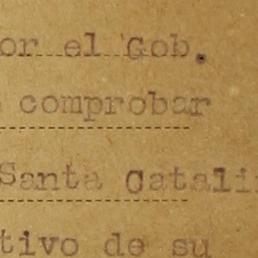 or el Gob.
comprobar
Santa Catali
tivo de su